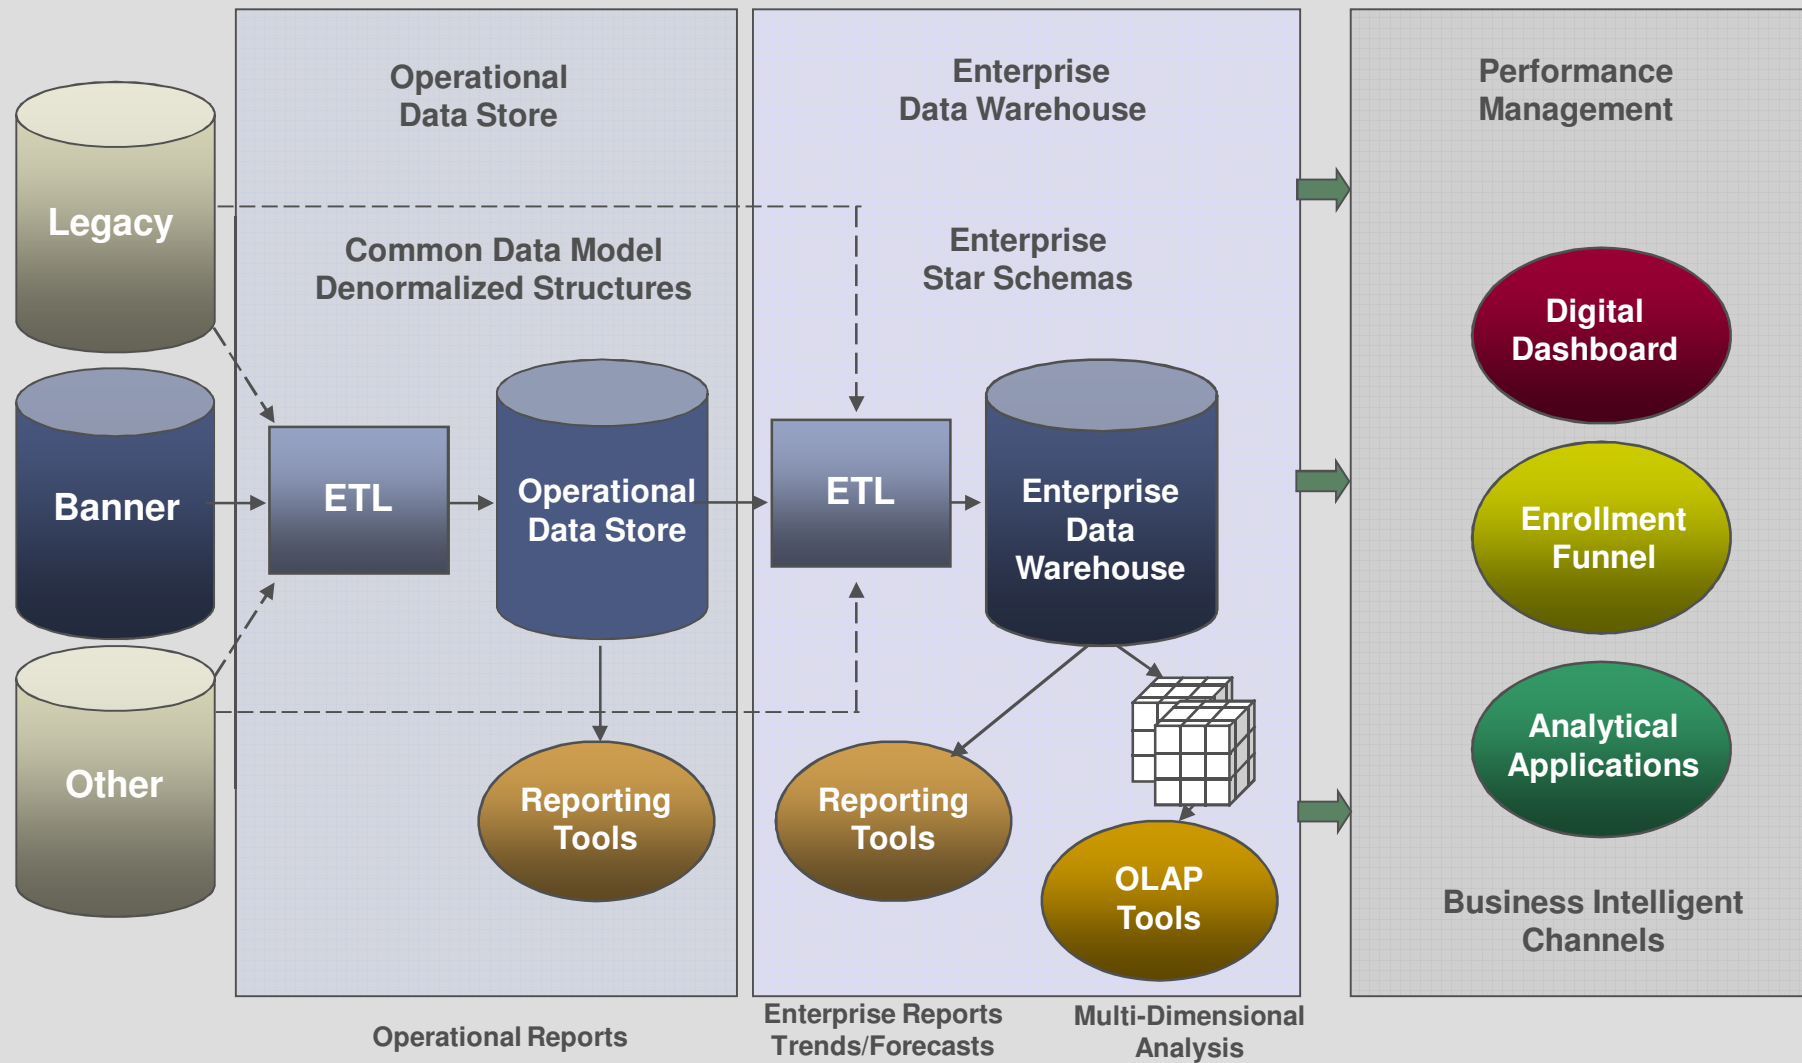 Operational
Data Store
Enterprise
Data Warehouse
Performance
Management
Legacy
Common Data Model
Denormalized Structures
Enterprise
Star Schemas
Digital
Dashboard
Banner
ETL
Operational
Data Store
ETL
Enterprise
Data
Warehouse
Enrollment
Funnel
Other
Reporting
Tools
Reporting
Tools
OLAP
Tools
Analytical
Applications
Business Intelligent
Channels
Operational Reports
Enterprise Reports
Trends/Forecasts
Multi-Dimensional
Analysis